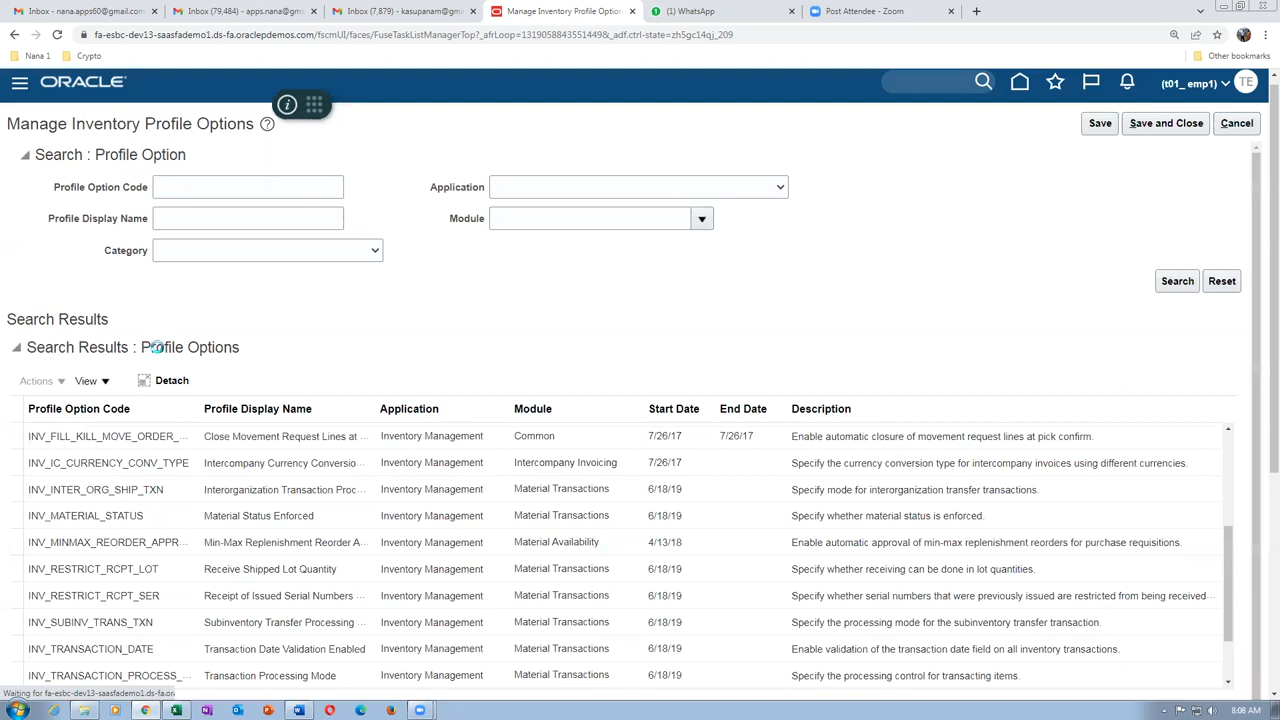 Inbox - nana.apps60@gmail.com
Inbox (79,484) - apps.nana@gma
Inbox (7,879) - kasupanam@gma
Manage Inventory Profile Option
(1) WhatsApp
Post Attendee - Zoom
fa-esbc-dev13-saasfademo1.ds-fa.oraclepdemos.com/fscmUI/faces/FuseTaskListManagerTop?_afrLoop=13190588435514498&_adf.ctrl-state=zh5gc14qj_209
Nana 1
Crypto
Other bookmarks
ORACLE
(t01_ emp1)
TE
Manage Inventory Profile Options
Save
Save and Close
Cancel
Search : Profile Option
Profile Option Code
Application
Profile Display Name
Module
Category
Search
Reset
Search Results
Search Results : Profile Options
Actions
View
Detach
Profile Option Code Profile Display Name Application Module Start Date End Date Description
INV_FILL_KILL_MOVE_ORDER_... Close Movement Request Lines at ... Inventory Management Common 7/26/17 7/26/17 Enable automatic closure of movement request lines at pick confirm.
INV_IC_CURRENCY_CONV_TYPE Intercompany Currency Conversio... Inventory Management Intercompany Invoicing 7/26/17 Specify the currency conversion type for intercompany invoices using different currencies.
INV_INTER_ORG_SHIP_TXN Interorganization Transaction Proc... Inventory Management Material Transactions 6/18/19 Specify mode for interorganization transfer transactions.
INV_MATERIAL_STATUS Material Status Enforced Inventory Management Material Transactions 6/18/19 Specify whether material status is enforced.
INV_MINMAX_REORDER_APPR... Min-Max Replenishment Reorder A... Inventory Management Material Availability 4/13/18 Enable automatic approval of min-max replenishment reorders for purchase requisitions.
INV_RESTRICT_RCPT_LOT Receive Shipped Lot Quantity Inventory Management Material Transactions 6/18/19 Specify whether receiving can be done in lot quantities.
INV_RESTRICT_RCPT_SER Receipt of Issued Serial Numbers ... Inventory Management Material Transactions 6/18/19 Specify whether serial numbers that were previously issued are restricted from being received...
INV_SUBINV_TRANS_TXN Subinventory Transfer Processing ... Inventory Management Material Transactions 6/18/19 Specify the processing mode for the subinventory transfer transaction.
INV_TRANSACTION_DATE Transaction Date Validation Enabled Inventory Management Material Transactions 6/18/19 Enable validation of the transaction date field on all inventory transactions.
INV_TRANSACTION_PROCESS_... Transaction Processing Mode Inventory Management Material Transactions 6/18/19 Specify the processing control for transacting items.
Waiting for fa-esbc-dev13-saasfademo1.ds-fa.or
8:08 AM